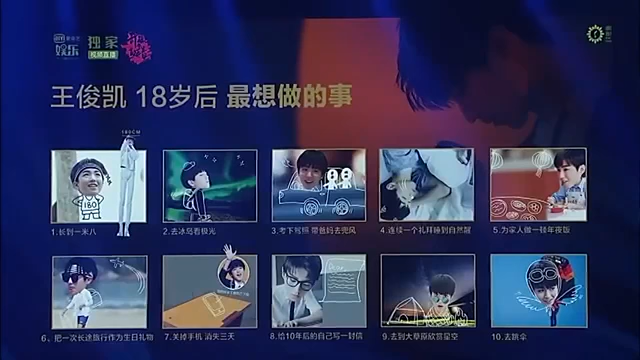 爱奇艺
娱乐
独家
视频直播
王俊凯 18岁后 最想做的事
180CM
180
1.长到一米八
2.去冰岛看极光
3.考下驾照 带爸妈去兜风
4.连续一个礼拜睡到自然醒
5.为家人做一顿年夜饭
6、把一次长途旅行作为生日礼物
7.关掉手机 消失三天
8.给10年后的自己写一封信
9.去到大草原欣赏星空
10.去跳伞